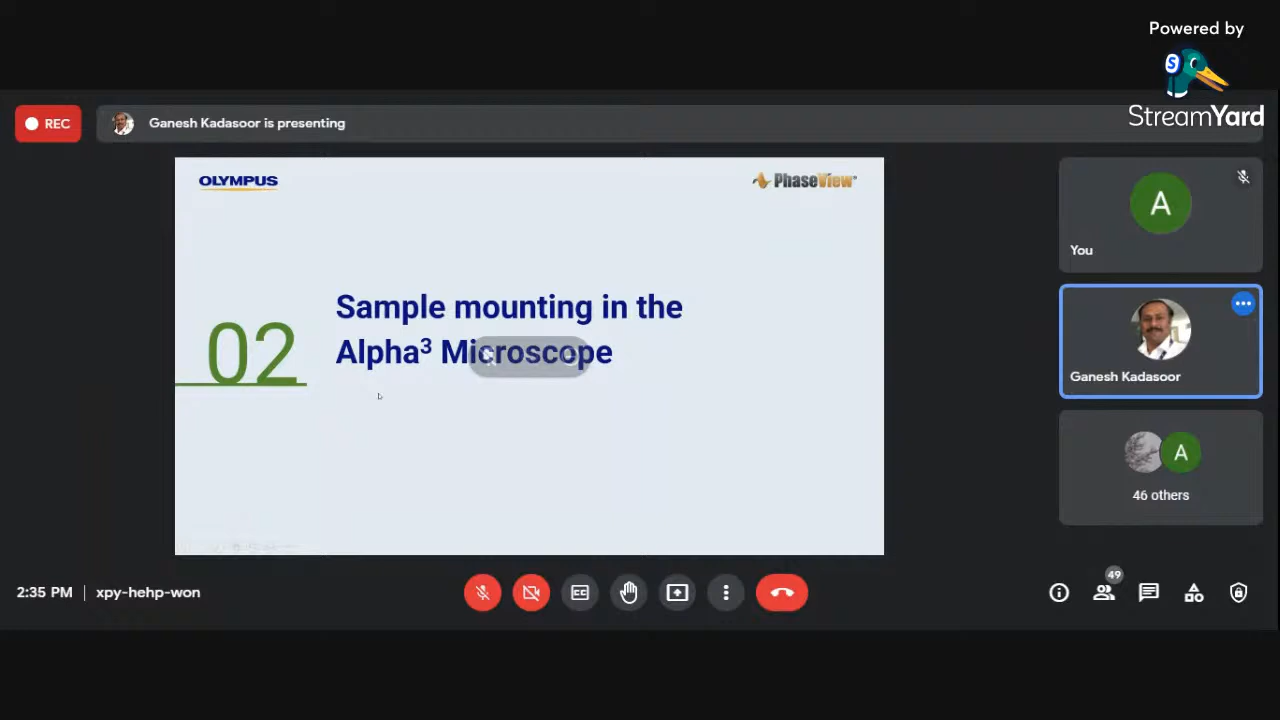 Powered by
S
StreamYard
REC
Ganesh Kadasoor is presenting
OLYMPUS
PhaseView®
02
Sample mounting in the
Alpha³ Microscope
A
You
Ganesh Kadasoor
A
46 others
2:35 PM | xpy-hehp-won
CC
49